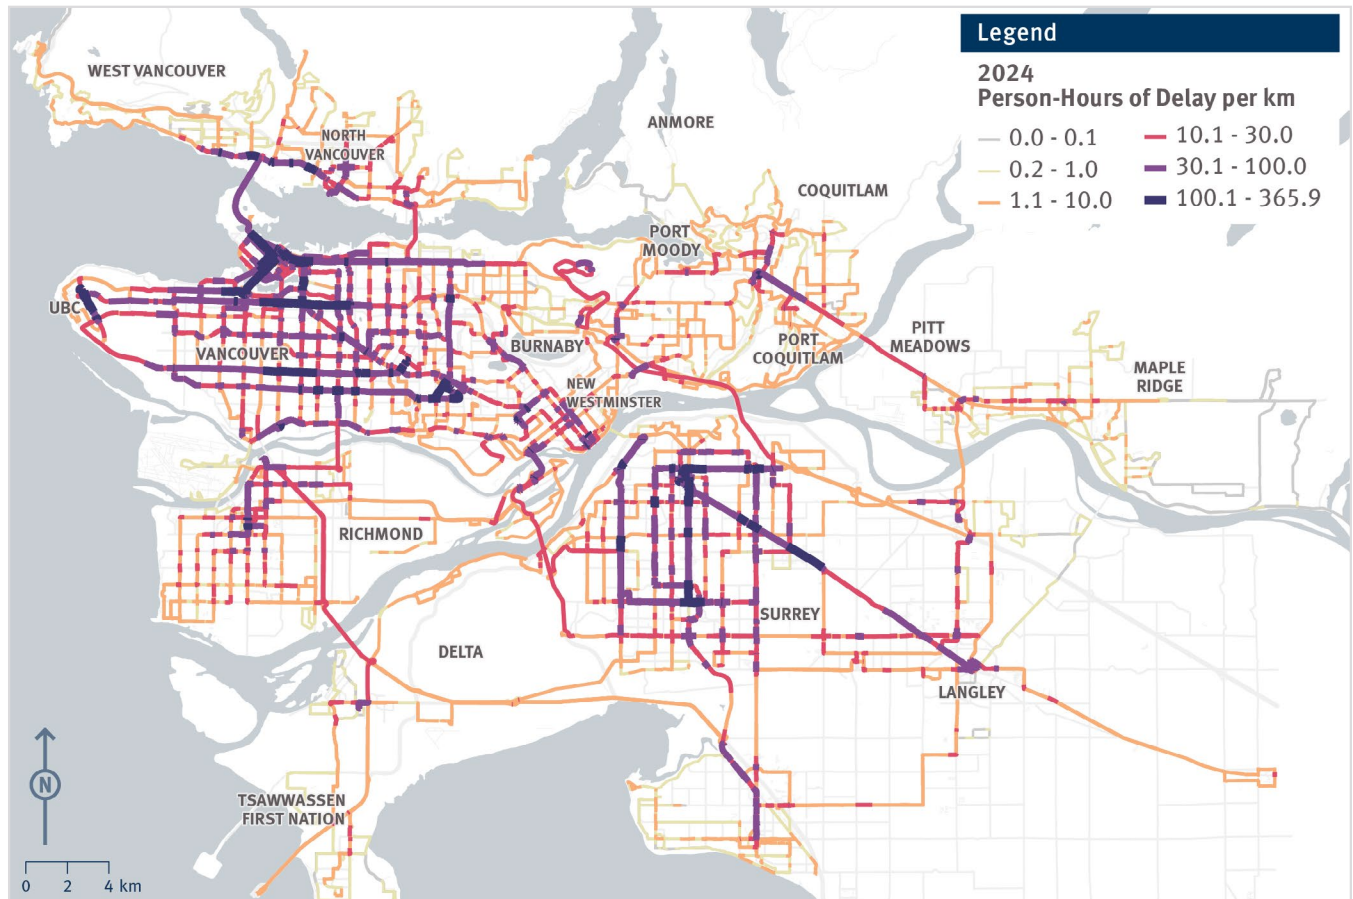 Legend
2024
Person-Hours of Delay per km
0.0 - 0.1
0.2 - 1.0
1.1 - 10.0
10.1 - 30.0
30.1 - 100.0
100.1 - 365.9
WEST VANCOUVER
NORTH
VANCOUVER
ANMORE
COQUITLAM
PORT
MOODY
UBC
VANCOUVER
BURNABY
PORT
COQUITLAM
PITT
MEADOWS
MAPLE
RIDGE
NEW
WESTMINSTER
RICHMOND
SURREY
DELTA
LANGLEY
TSAWWASSEN
FIRST NATION
N
0 2 4 km